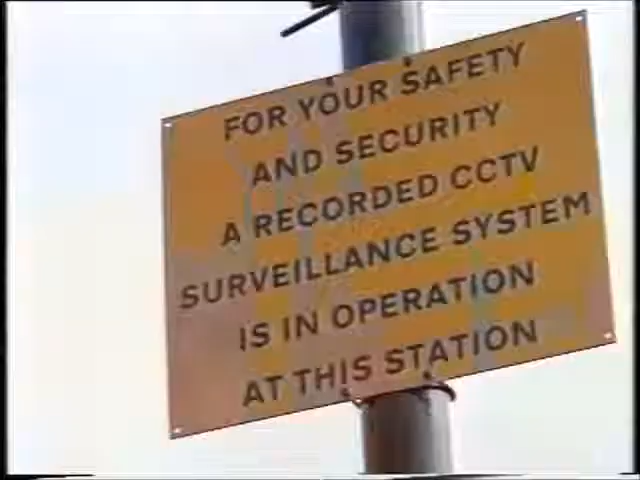 FOR YOUR SAFETY
AND SECURITY
A RECORDED CCTV
SURVEILLANCE SYSTEM
IS IN OPERATION
AT THIS STATION